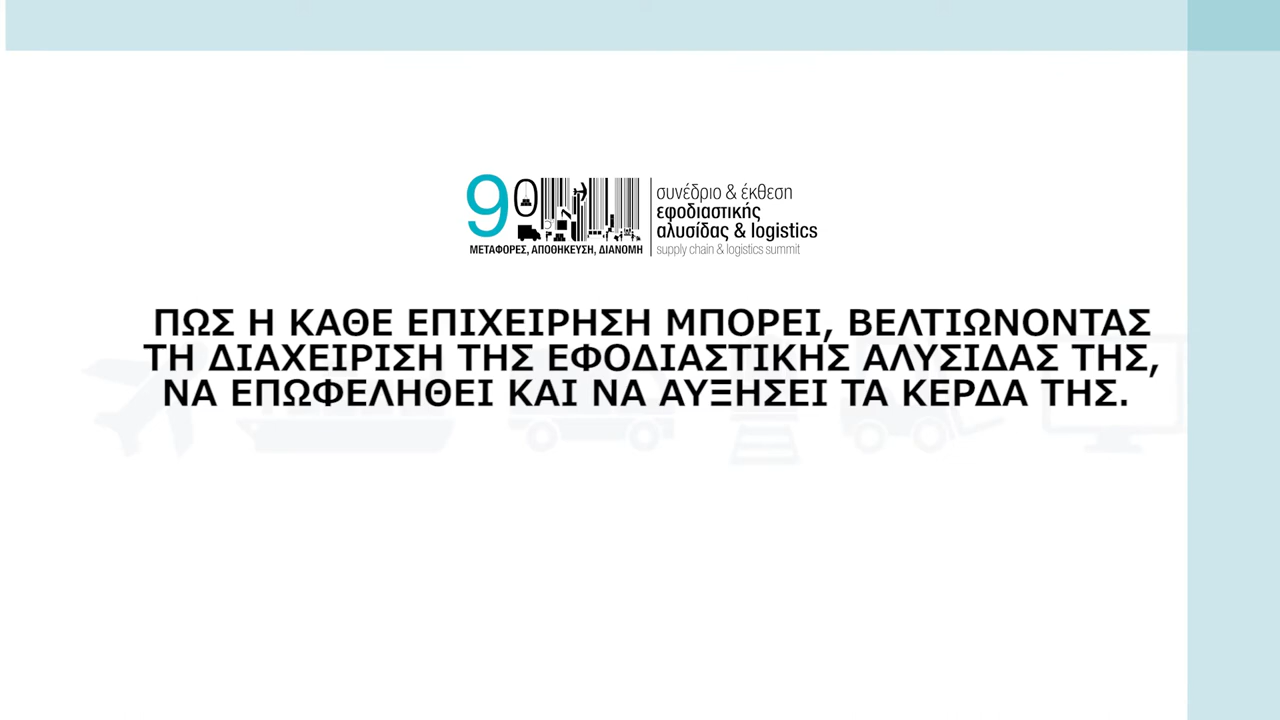 9ο
συνέδριο & έκθεση
εφοδιαστικής
αλυσίδας & logistics
supply chain & logistics summit
ΜΕΤΑΦΟΡΕΣ, ΑΠΟΘΗΚΕΥΣΗ, ΔΙΑΝΟΜΗ
ΠΩΣ Η ΚΑΘΕ ΕΠΙΧΕΙΡΗΣΗ ΜΠΟΡΕΙ, ΒΕΛΤΙΩΝΟΝΤΑΣ
ΤΗ ΔΙΑΧΕΙΡΙΣΗ ΤΗΣ ΕΦΟΔΙΑΣΤΙΚΗΣ ΑΛΥΣΙΔΑΣ ΤΗΣ,
ΝΑ ΕΠΩΦΕΛΗΘΕΙ ΚΑΙ ΝΑ ΑΥΞΗΣΕΙ ΤΑ ΚΕΡΔΑ ΤΗΣ.